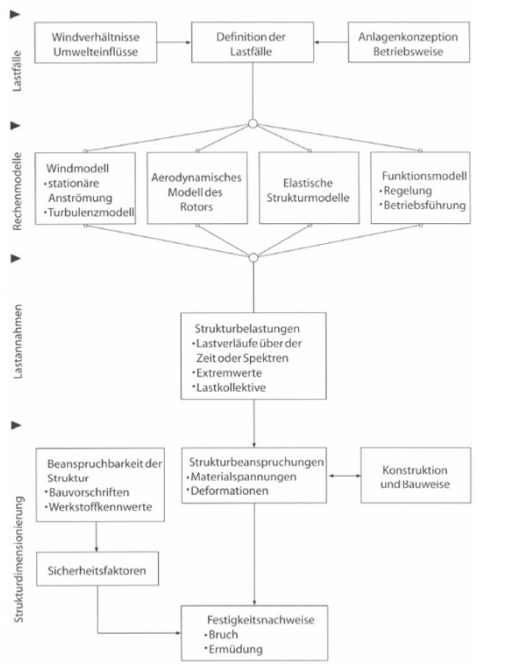 Lastfälle
Windverhältnisse
Umwelteinflüsse
Definition der
Lastfälle
Anlagenkonzeption
Betriebsweise
Rechenmodelle
Windmodell
•stationäre
Anströmung
•Turbulenzmodell
Aerodynamisches
Modell des
Rotors
Elastische
Strukturmodelle
Funktionsmodell
•Regelung
•Betriebsführung
Lastannahmen
Strukturbelastungen
•Lastverläufe über der
Zeit oder Spektren
•Extremwerte
•Lastkollektive
Strukturdimensionierung
Beanspruchbarkeit der
Struktur
•Bauvorschriften
•Werkstoffkennwerte
Strukturbeanspruchungen
•Materialspannungen
•Deformationen
Konstruktion
und Bauweise
Sicherheitsfaktoren
Festigkeitsnachweise
•Bruch
•Ermüdung